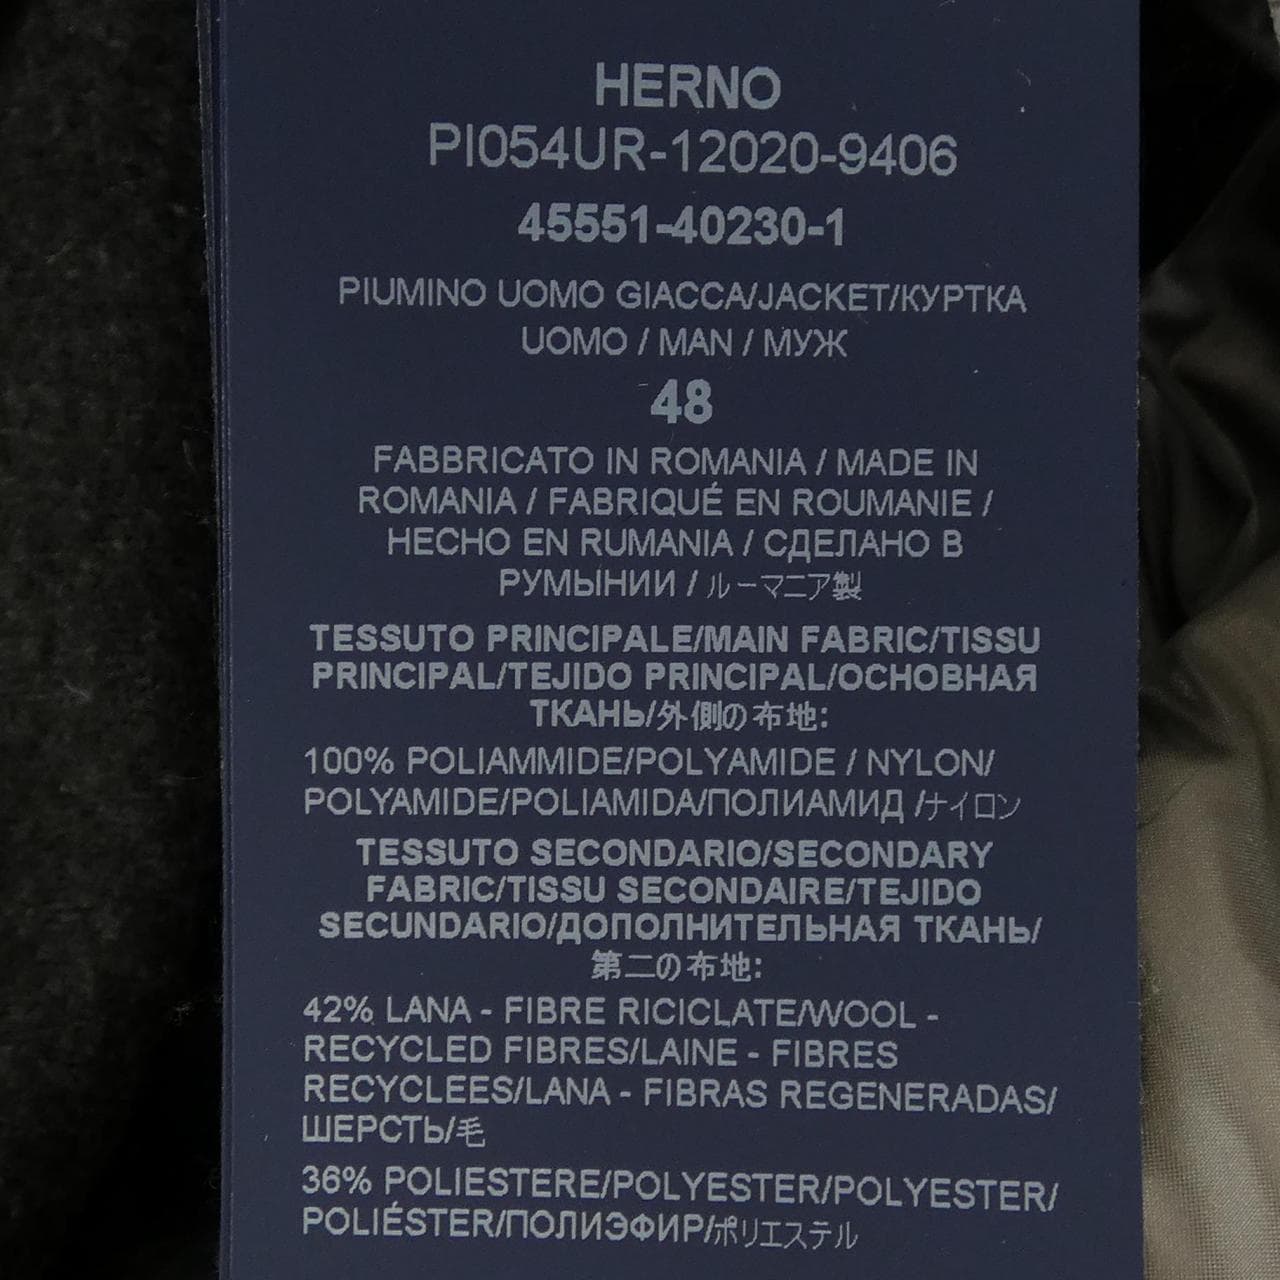 HERNO
PI054UR-12020-9406
45551-40230-1
PIUMINO UOMO GIACCA/JACKET/КУРТКА
UOMO / MAN / МУЖ
48
FABBRICATO IN ROMANIA / MADE IN
ROMANIA / FABRIQUÉ EN ROUMANIE /
HECHO EN RUMANIA / СДЕЛАНО В
РУМЫНИИ / ルーマニア製
TESSUTO PRINCIPALE/MAIN FABRIC/TISSU
PRINCIPAL/TEJIDO PRINCIPAL/ОСНОВНАЯ
ТКАНЬ/外側の布地:
100% POLIAMMIDE/POLYAMIDE / NYLON/
POLYAMIDE/POLIAMIDA/ПОЛИАМИД /ナイロン
TESSUTO SECONDARIO/SECONDARY
FABRIC/TISSU SECONDAIRE/TEJIDO
SECUNDARIO/ДОПОЛНИТЕЛЬНАЯ ТКАНЬ/
第二の布地:
42% LANA - FIBRE RICICLATE/WOOL -
RECYCLED FIBRES/LAINE - FIBRES
RECYCLEES/LANA - FIBRAS REGENERADAS/
ШЕРСТЬ/毛
36% POLIESTERE/POLYESTER/POLYESTER/
POLIÉSTER/ПОЛИЭФИР/ポリエステル